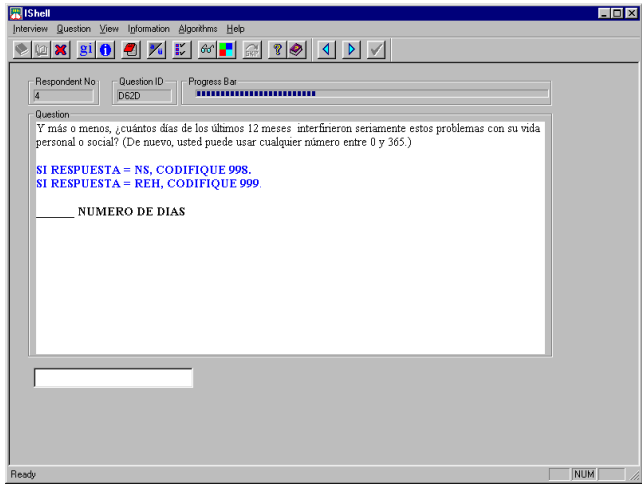 IShell
Interview Question View Information Algorithms Help
gi
SKIP
Respondent No
Question ID
Progress Bar
4
D62D
Question
Y más o menos, ¿cuántos días de los últimos 12 meses interfirieron seriamente estos problemas con su vida
personal o social? (De nuevo, usted puede usar cualquier número entre 0 y 365.)
SI RESPUESTA = NS, CODIFIQUE 998.
SI RESPUESTA = REH, CODIFIQUE 999.
______ NUMERO DE DIAS
Ready
NUM